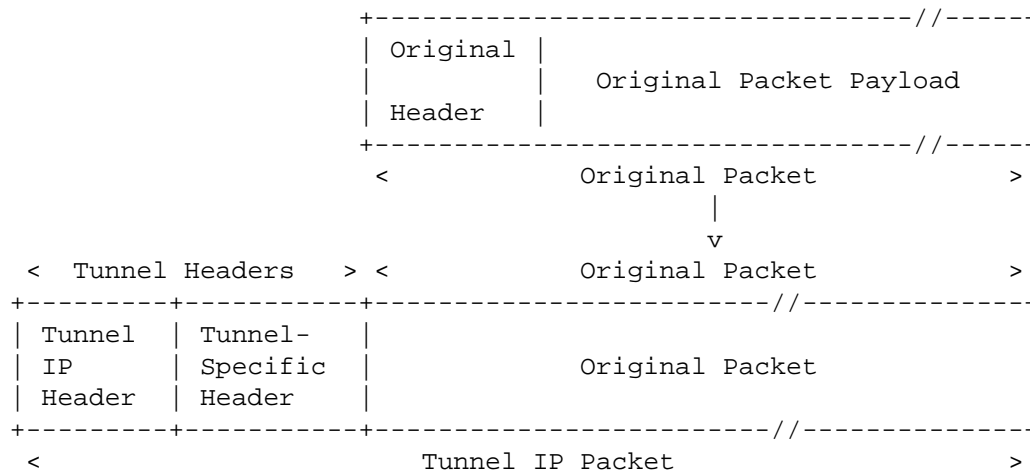 Original
Original Packet Payload
Header
< Original Packet >
|
v
< Tunnel Headers > < Original Packet >
Tunnel | Tunnel-
IP | Specific | Original Packet
Header | Header
< Tunnel IP Packet >